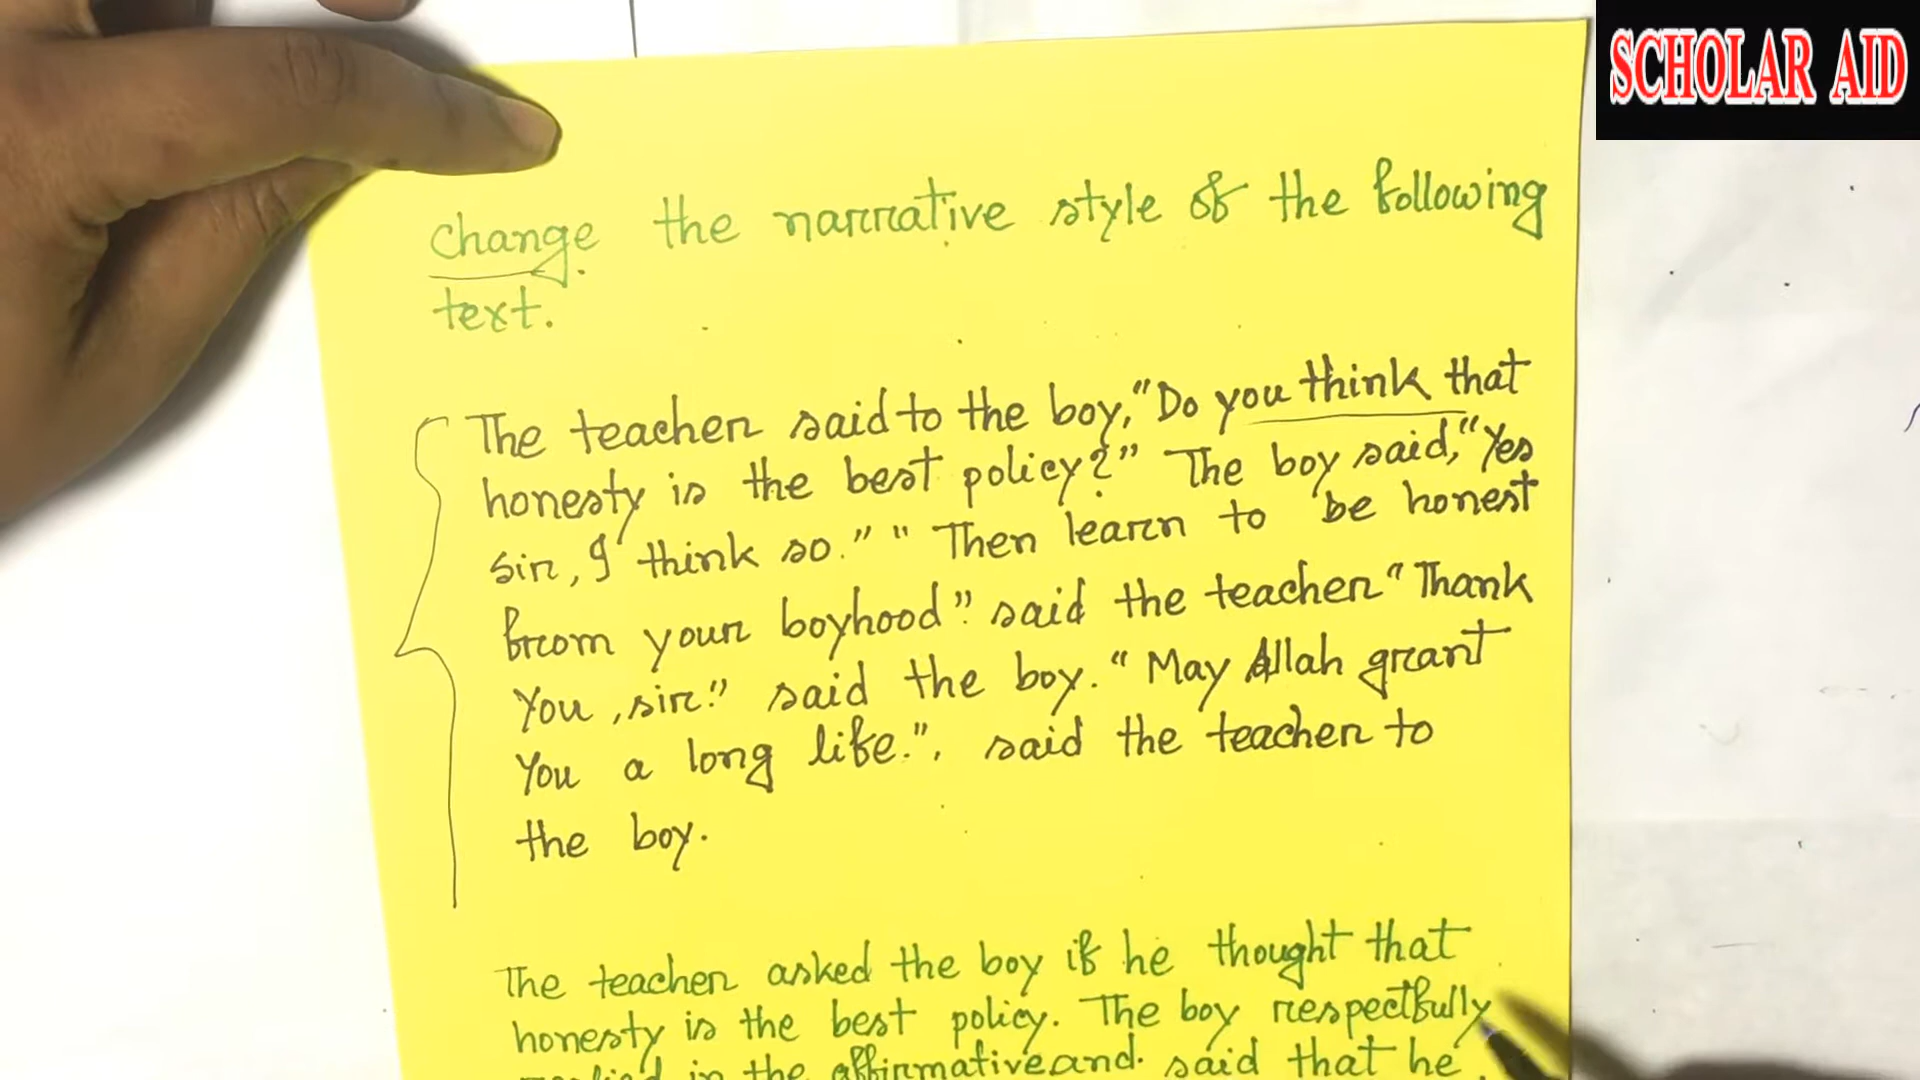 SCHOLAR AID
change the narrative style of the following
text.
The teacher said to the boy, "Do you think that
honesty is the best policy?" The boy said, "Yes
sir, I think so." "Then learn to be honest
from your boyhood". said the teacher "Thank
You, sir." said the boy. "May Allah grant
You a long life.", said the teacher to
the boy.
The teacher asked the boy if he thought that
honesty is the best policy. The boy respectfully
replied in the affirmative and said that he